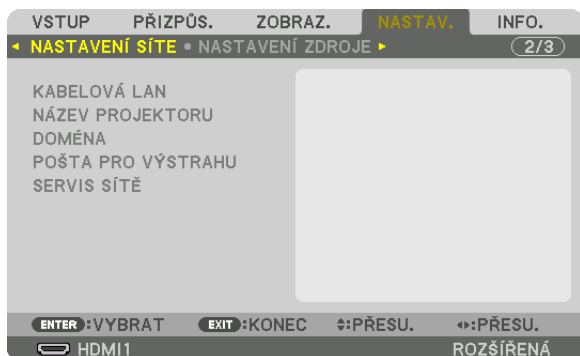 VSTUP PŘIZPŮS. ZOBRAZ. NASTAV. INFO.
◂ NASTAVENÍ SÍTE • NASTAVENÍ ZDROJE ▸ 2/3
KABELOVÁ LAN
NÁZEV PROJEKTORU
DOMÉNA
POŠTA PRO VÝSTRAHU
SERVIS SÍTĚ
ENTER :VYBRAT EXIT :KONEC :PŘESU. :PŘESU.
HDMI1 ROZŠÍŘENÁ